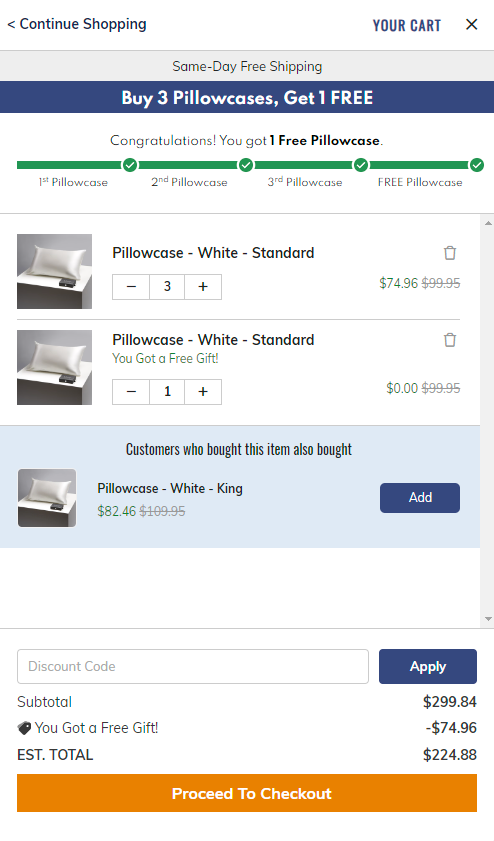 < Continue Shopping YOUR CART ✕
Same-Day Free Shipping
Buy 3 Pillowcases, Get 1 FREE
Congratulations! You got 1 Free Pillowcase.
1st Pillowcase 2nd Pillowcase 3rd Pillowcase FREE Pillowcase
Pillowcase - White - Standard
− 3 + $74.96 $99.95
Pillowcase - White - Standard
You Got a Free Gift!
− 1 + $0.00 $99.95
Customers who bought this item also bought
Pillowcase - White - King
$82.46 $109.95
Add
Discount Code Apply
Subtotal $299.84
You Got a Free Gift! -$74.96
EST. TOTAL $224.88
Proceed To Checkout